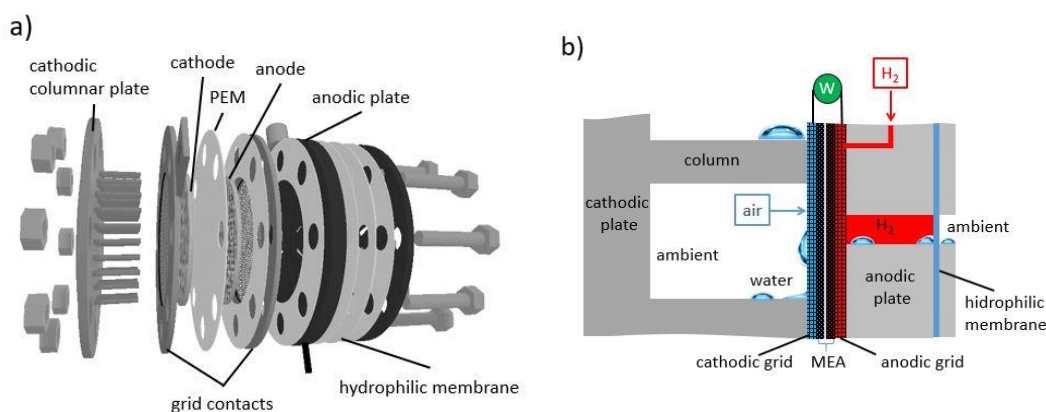 a)
cathodic
columnar plate
cathode
PEM
anode
anodic plate
grid contacts
hydrophilic membrane
b)
W
H2
column
cathodic
plate
air
ambient
water
H2
ambient
anodic
plate
hidrophilic
membrane
cathodic grid
MEA
anodic grid